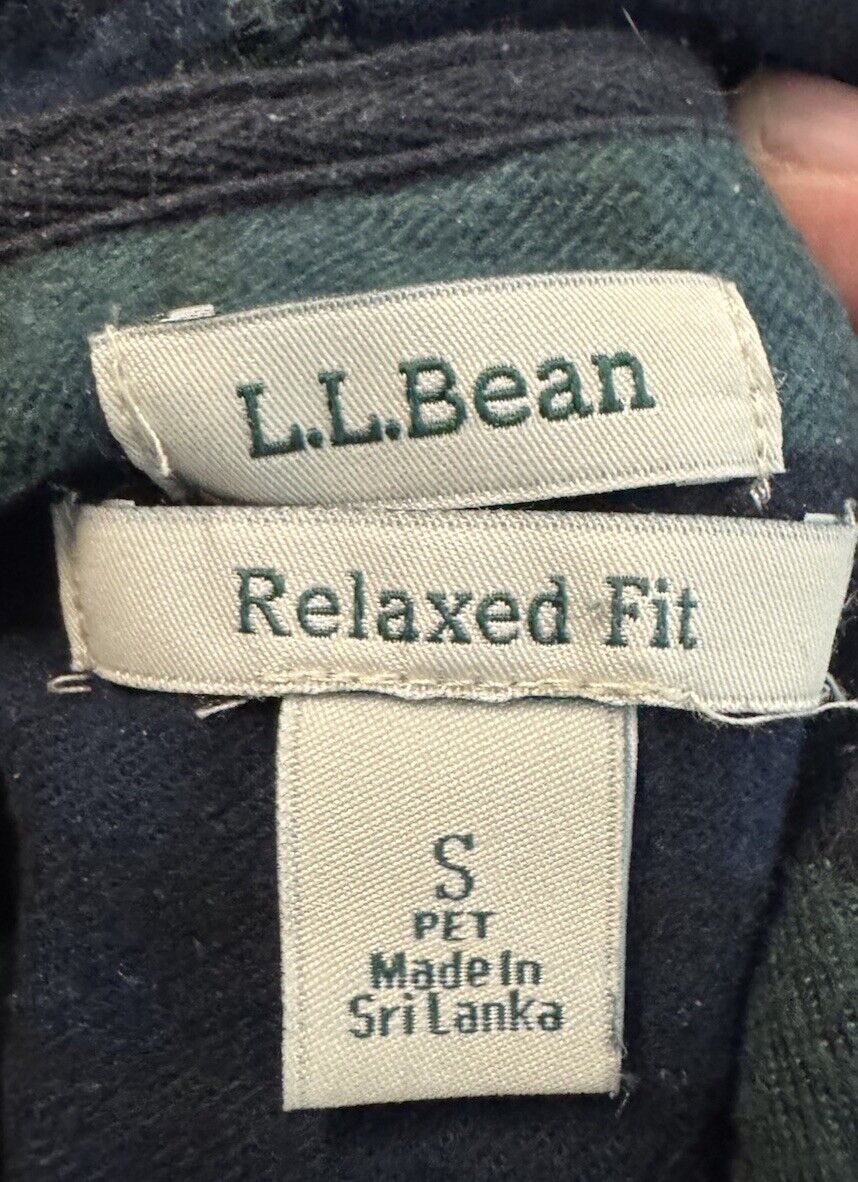 L.L.Bean
Relaxed Fit
S
PET
Made In
Sri Lanka